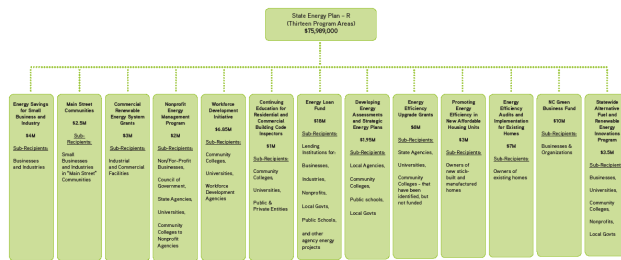 State Energy Plan – R
(Thirteen Program Areas)
$75,989,000
Energy Savings
for Small
Business and
Industry
$4M
Sub-Recipients:
Businesses
and Industries
Main Street
Communities
$2.5M
Sub-
Recipients:
Small
Businesses
and Industries
in "Main Street"
Communities
Commercial
Renewable
Energy System
Grants
$3M
Sub-Recipients:
Industrial and
Commercial
Facilities
Nonprofit Energy
Management
Program
$2M
Sub-Recipients:
Non/For-Profit
Businesses,
Council of
Government,
State Agencies,
Universities,
Community
Colleges to
Nonprofit
Agencies
Workforce
Development
Initiative
$6.85M
Sub-Recipients:
Community
Colleges,
Universities,
Workforce
Development
Agencies
Continuing
Education for
Residential and
Commercial
Building Code
Inspectors
$1M
Sub-Recipients:
Community
Colleges,
Universities,
Public &
Private Entities
Energy Loan
Fund
$18M
Sub-Recipients:
Lending
Institutions for:
Businesses,
Industries,
Nonprofits,
Local Govt,
Public Schools,
and other
agency energy
projects
Developing
Energy
Assessments
and Strategic
Energy Plans
$1.95M
Sub-Recipients:
Local Agencies,
Community
Colleges,
Public schools,
Local Govts
Energy
Efficiency
Upgrade Grants
$8M
Sub-Recipients:
State Agencies,
Universities,
Community
Colleges – that
have been
identified, but
not funded
Promoting
Energy
Efficiency in
New Affordable
Housing Units
$3M
Sub-Recipients:
Owners of
new stick-
built and
manufactured
homes
Energy
Efficiency
Audits and
Implementation
for Existing
Homes
$7M
Sub-Recipients:
Owners of
existing homes
NC Green
Business Fund
$10M
Sub-Recipients:
Businesses &
Organizations
Statewide
Alternative
Fuel and
Renewable
Energy
Innovations
Program
$3.5M
Sub-Recipients:
Businesses,
Universities,
Community
Colleges,
Nonprofits,
Local Govts